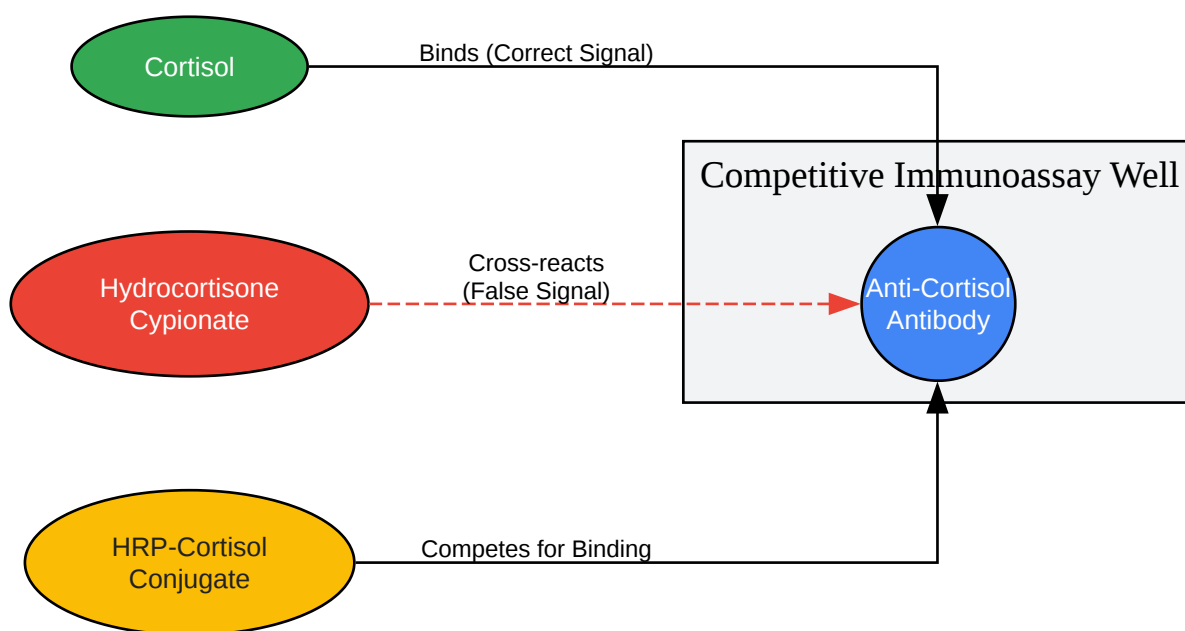 Cortisol
Binds (Correct Signal)
Competitive Immunoassay Well
Hydrocortisone
Cypionate
Cross-reacts
(False Signal)
Anti-Cortisol
Antibody
HRP-Cortisol
Conjugate
Competes for Binding